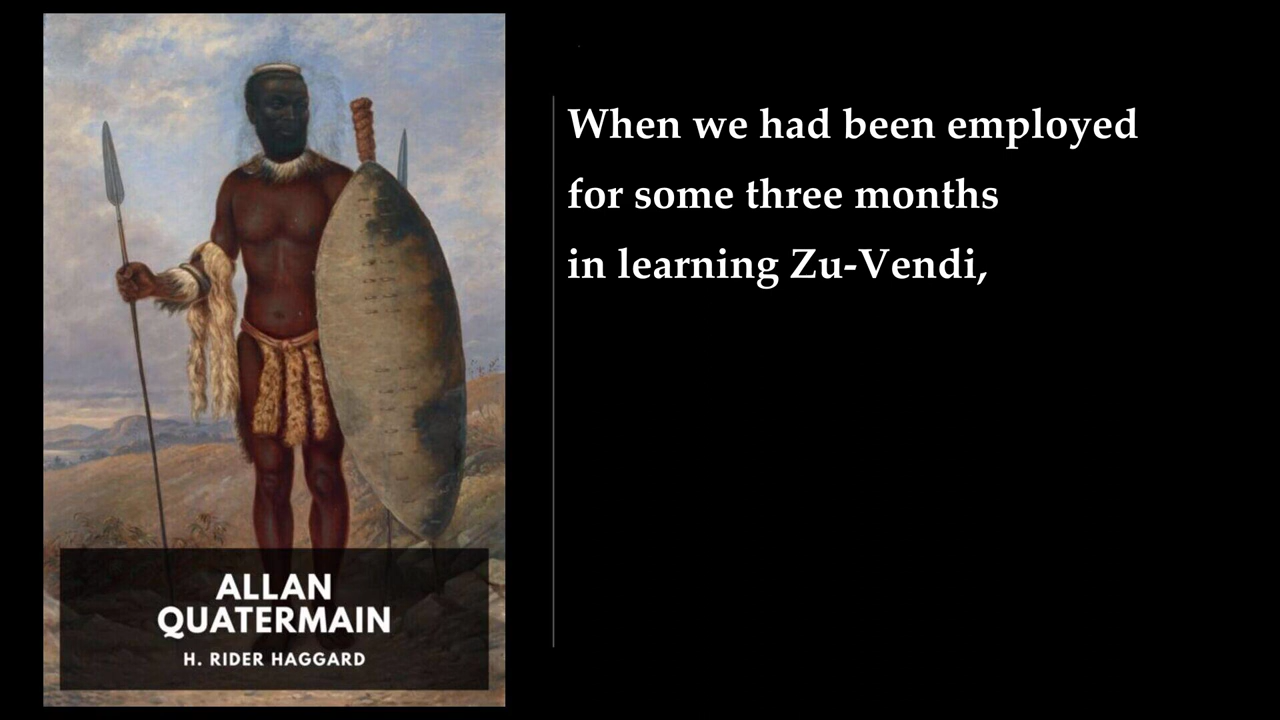 ALLAN
QUATERMAIN
H. RIDER HAGGARD
When we had been employed
for some three months
in learning Zu-Vendi,